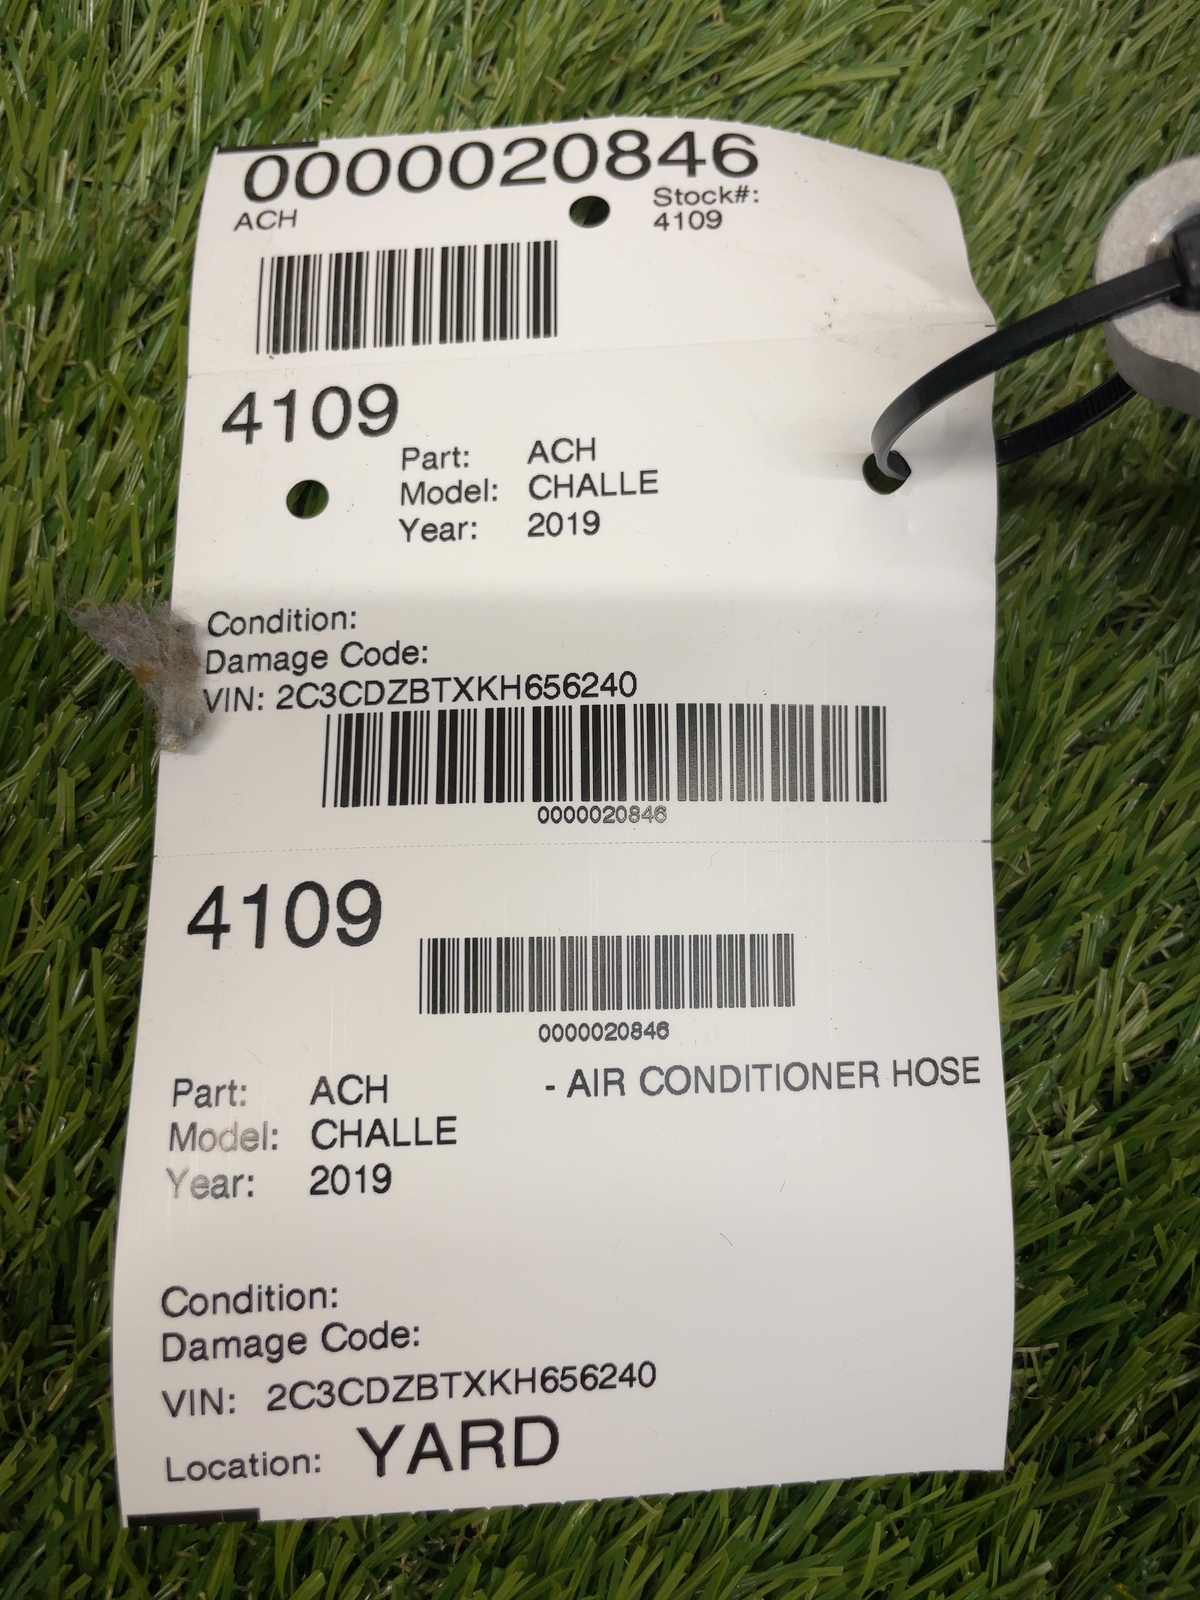 0000020846
ACH
Stock#:
4109
4109
Part: ACH
Model: CHALLE
Year: 2019
Condition:
Damage Code:
VIN: 2C3CDZBTXKH656240
0000020846
4109
0000020846
Part: ACH - AIR CONDITIONER HOSE
Model: CHALLE
Year: 2019
Condition:
Damage Code:
VIN: 2C3CDZBTXKH656240
Location: YARD